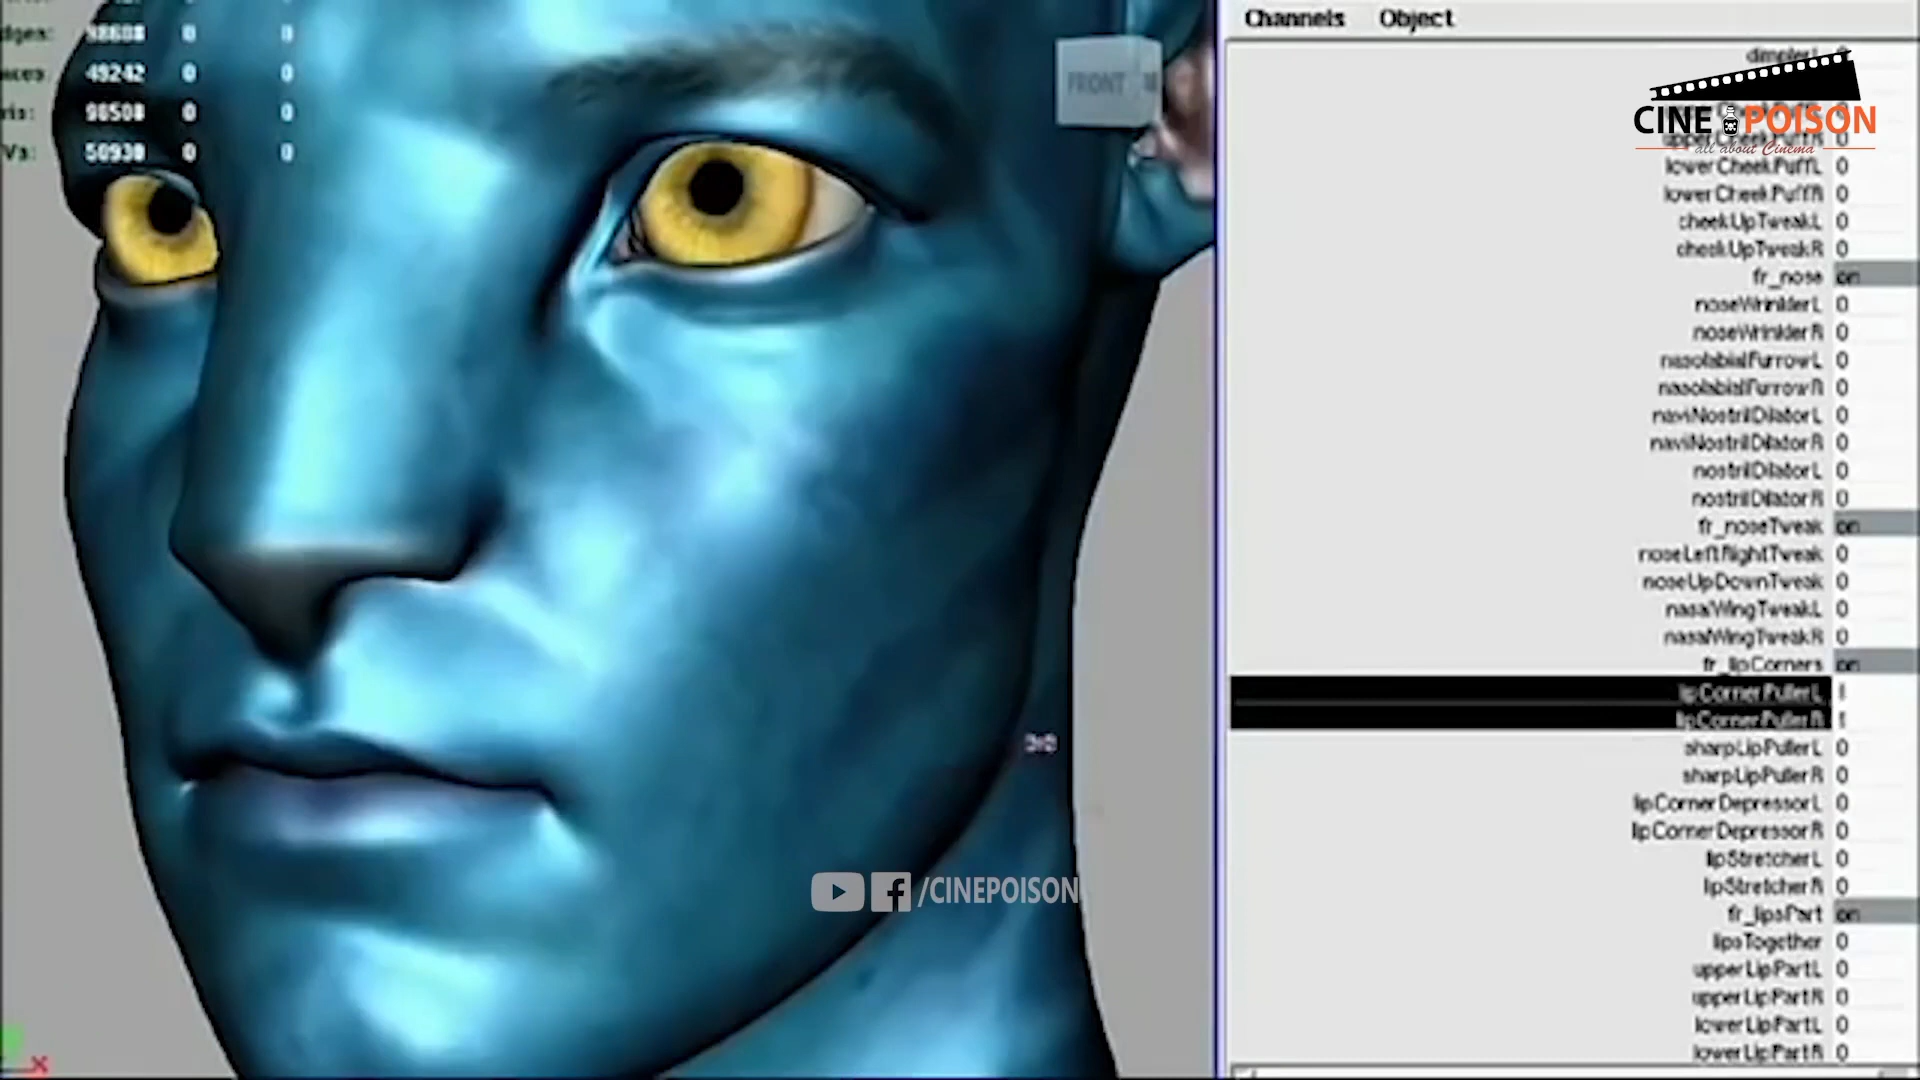 dges: 98608 0 0
aces 49242 0 0
ris: 98508 0 0
Vs: 50938 0 0
FRONT
Channels Object
dimplerL
CINE POISON
all about Cinema
lowerCheekPuffL 0
lowerCheekPuffR 0
cheekUpTweakL 0
cheekUpTweakR 0
fr_nose on
noseWrinklerL 0
noseWrinklerR 0
nasolabialFurrowL 0
nasolabialFurrowR 0
naviNostrilDilatorL 0
naviNostrilDilatorR 0
nostrilDilatorL 0
nostrilDilatorR 0
fr_noseTweak on
noseLeftRightTweak 0
noseUpDownTweak 0
nasalWingTweakL 0
nasalWingTweakR 0
fr_lipCorners on
lipCornerPullerL 1
lipCornerPullerR 1
sharpLipPullerL 0
sharpLipPullerR 0
lipCornerDepressorL 0
lipCornerDepressorR 0
lipStretcherL 0
lipStretcherR 0
fr_lipsPart on
lipsTogether 0
upperLipPartL 0
upperLipPartR 0
lowerLipPartL 0
lowerLipPartR 0
/CINEPOISON
X